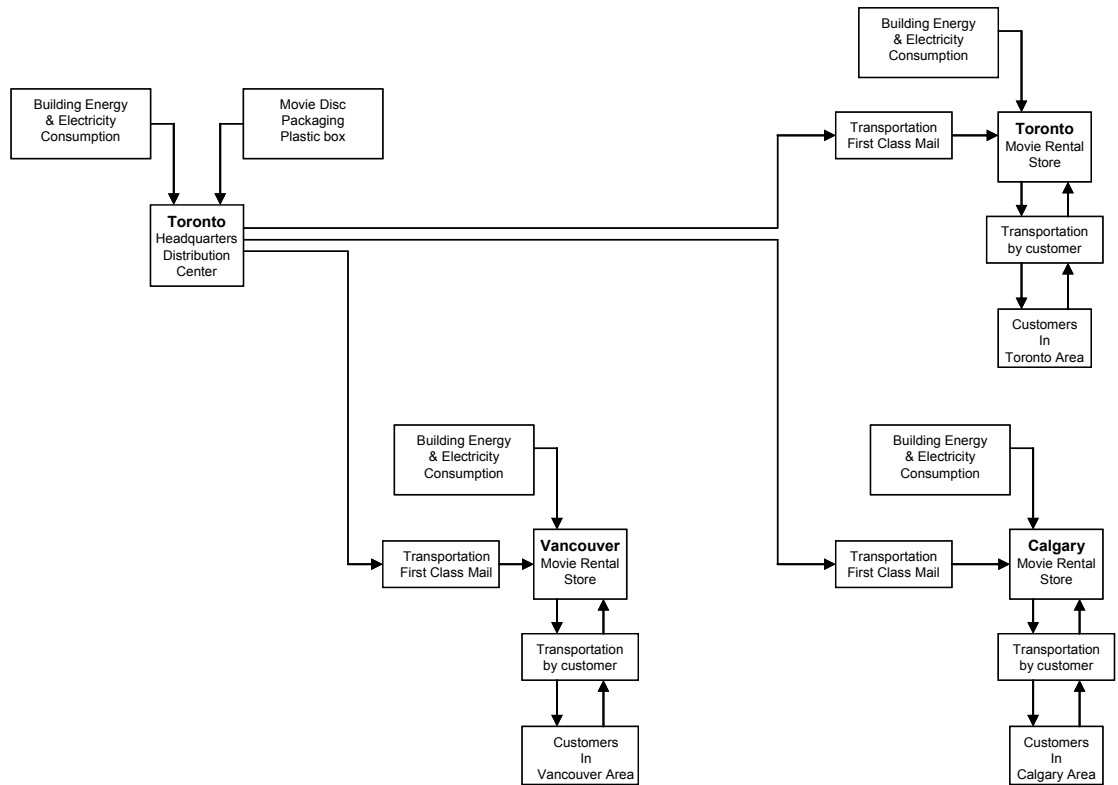 Building Energy
& Electricity
Consumption
Building Energy
& Electricity
Consumption
Movie Disc
Packaging
Plastic box
Transportation
First Class Mail
Toronto
Movie Rental
Store
Toronto
Headquarters
Distribution
Center
Transportation
by customer
Customers
In
Toronto Area
Building Energy
& Electricity
Consumption
Building Energy
& Electricity
Consumption
Transportation
First Class Mail
Vancouver
Movie Rental
Store
Transportation
First Class Mail
Calgary
Movie Rental
Store
Transportation
by customer
Transportation
by customer
Customers
In
Vancouver Area
Customers
In
Calgary Area